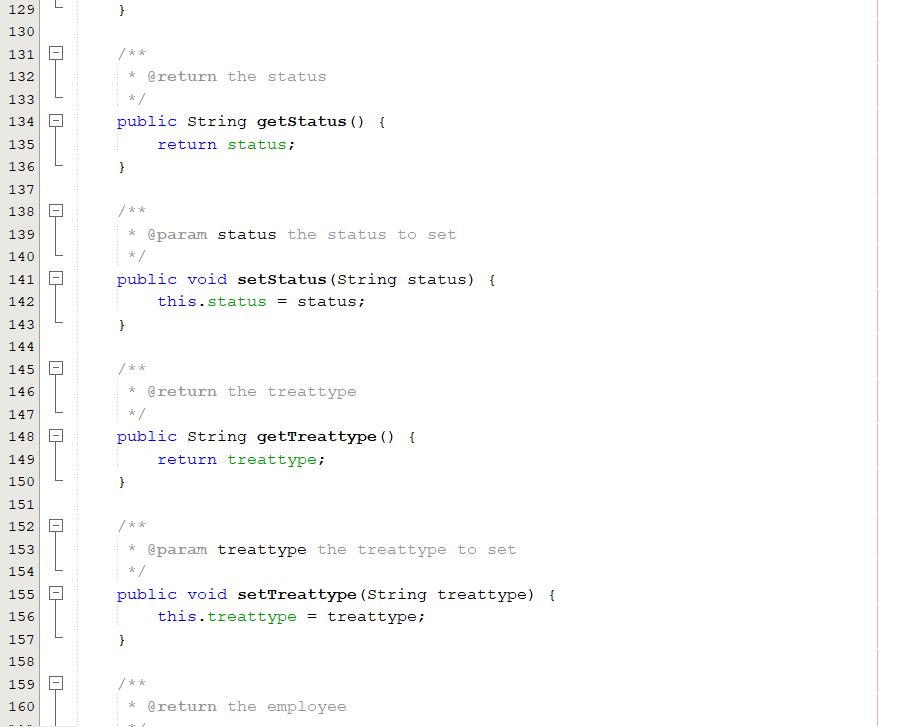 129 }
130
131 /**
132 * @return the status
133 */
134 public String getStatus() {
135 return status;
136 }
137
138 /**
139 * @param status the status to set
140 */
141 public void setStatus(String status) {
142 this.status = status;
143 }
144
145 /**
146 * @return the treattype
147 */
148 public String getTreattype() {
149 return treattype;
150 }
151
152 /**
153 * @param treattype the treattype to set
154 */
155 public void setTreattype(String treattype) {
156 this.treattype = treattype;
157 }
158
159 /**
160 * @return the employee